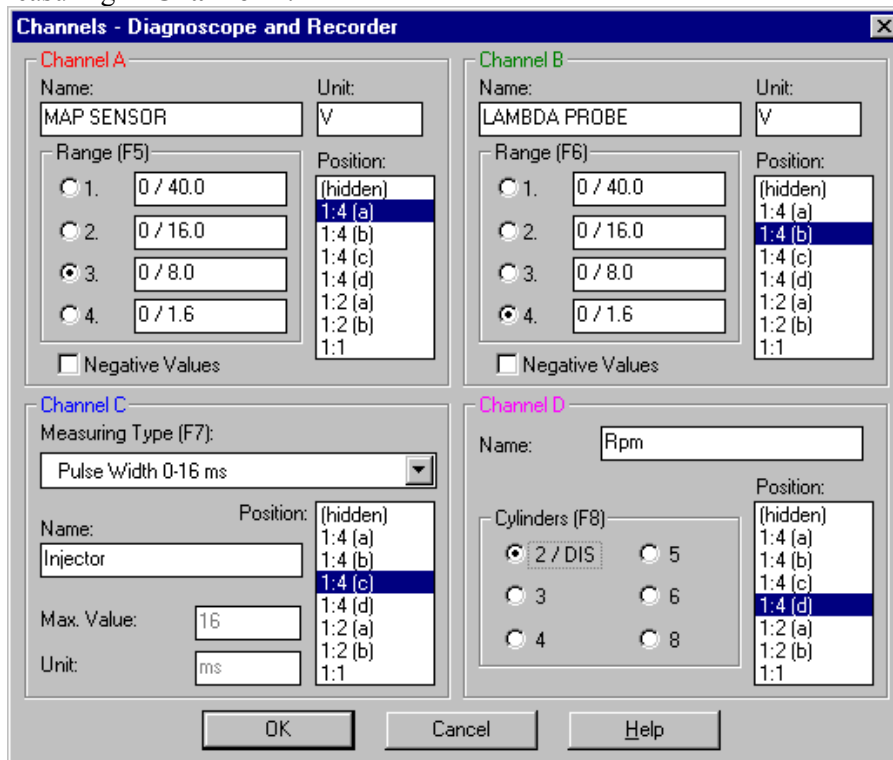 Channels - Diagnoscope and Recorder
Channel A
Name:
Unit:
MAP SENSOR
V
Range (F5)
1. 0 / 40.0
2. 0 / 16.0
3. 0 / 8.0
4. 0 / 1.6
Negative Values
Position:
(hidden)
1:4 (a)
1:4 (b)
1:4 (c)
1:4 (d)
1:2 (a)
1:2 (b)
1:1
Channel B
Name:
Unit:
LAMBDA PROBE
V
Range (F6)
1. 0 / 40.0
2. 0 / 16.0
3. 0 / 8.0
4. 0 / 1.6
Negative Values
Position:
(hidden)
1:4 (a)
1:4 (b)
1:4 (c)
1:4 (d)
1:2 (a)
1:2 (b)
1:1
Channel C
Measuring Type (F7):
Pulse Width 0-16 ms
Name:
Injector
Max. Value: 16
Unit: ms
Position:
(hidden)
1:4 (a)
1:4 (b)
1:4 (c)
1:4 (d)
1:2 (a)
1:2 (b)
1:1
Channel D
Name: Rpm
Cylinders (F8)
2 / DIS 5
3 6
4 8
Position:
(hidden)
1:4 (a)
1:4 (b)
1:4 (c)
1:4 (d)
1:2 (a)
1:2 (b)
1:1
OK Cancel Help